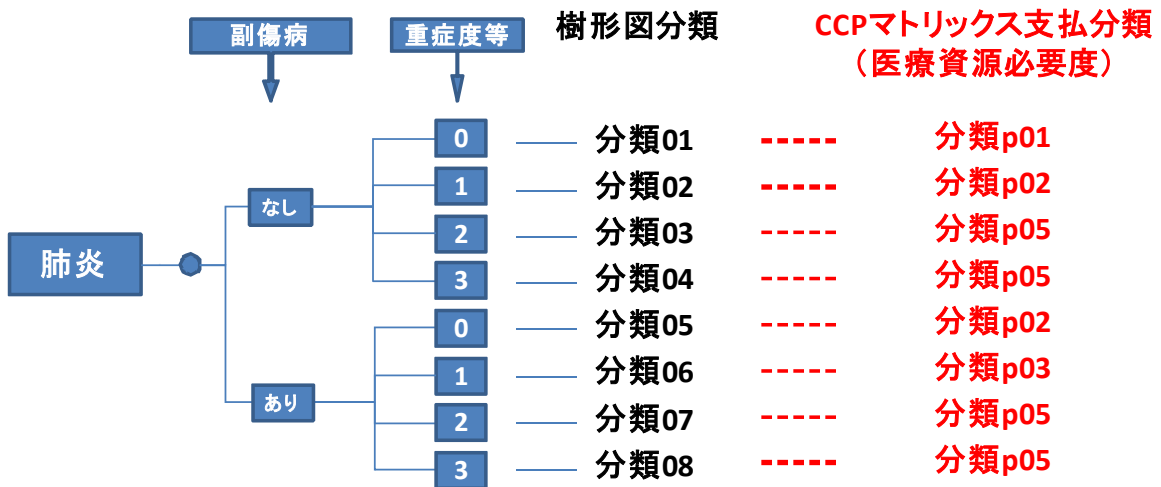 副傷病
重症度等
樹形図分類
CCPマトリックス支払分類
（医療資源必要度）
肺炎
なし
0 分類01 分類p01
1 分類02 分類p02
2 分類03 分類p05
3 分類04 分類p05
あり
0 分類05 分類p02
1 分類06 分類p03
2 分類07 分類p05
3 分類08 分類p05